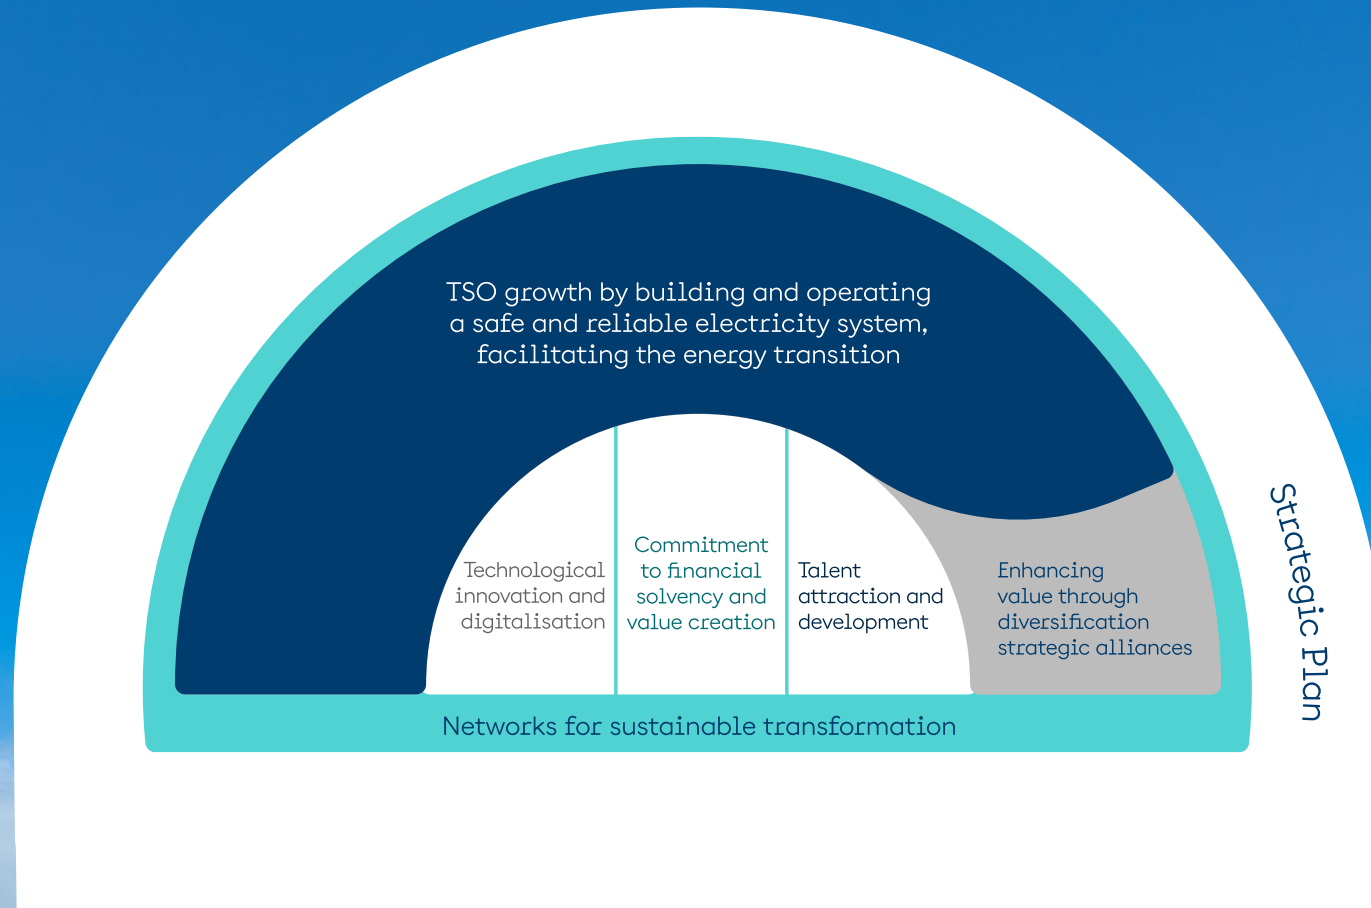 TSO growth by building and operating
a safe and reliable electricity system,
facilitating the energy transition
Technological
innovation and
digitalisation
Commitment
to financial
solvency and
value creation
Talent
attraction and
development
Enhancing
value through
diversification
strategic alliances
Networks for sustainable transformation
Strategic Plan